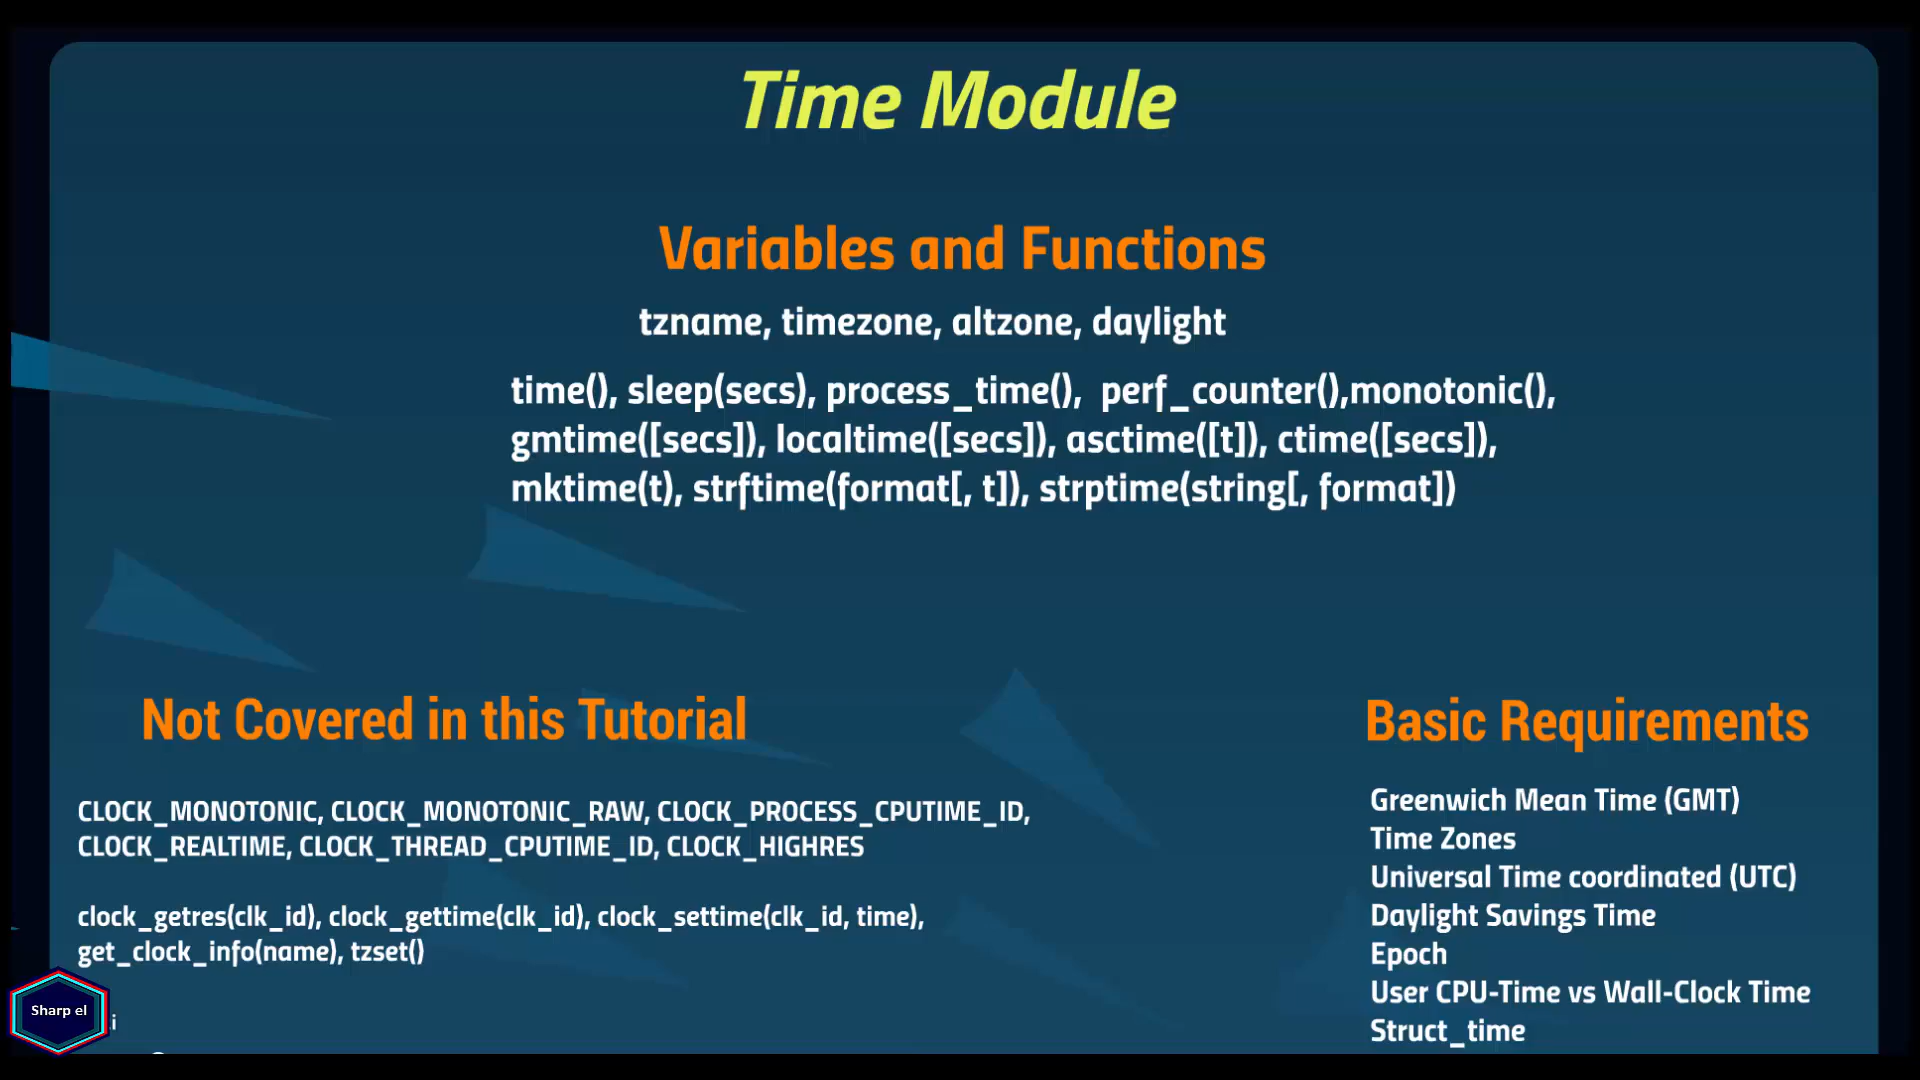 Time Module
Variables and Functions
tzname, timezone, altzone, daylight
time(), sleep(secs), process_time(), perf_counter(),monotonic(),
gmtime([secs]), localtime([secs]), asctime([t]), ctime([secs]),
mktime(t), strftime(format[, t]), strptime(string[, format])
Not Covered in this Tutorial
CLOCK_MONOTONIC, CLOCK_MONOTONIC_RAW, CLOCK_PROCESS_CPUTIME_ID,
CLOCK_REALTIME, CLOCK_THREAD_CPUTIME_ID, CLOCK_HIGHRES
clock_getres(clk_id), clock_gettime(clk_id), clock_settime(clk_id, time),
get_clock_info(name), tzset()
Basic Requirements
Greenwich Mean Time (GMT)
Time Zones
Universal Time coordinated (UTC)
Daylight Savings Time
Epoch
User CPU-Time vs Wall-Clock Time
Struct_time
Sharp el